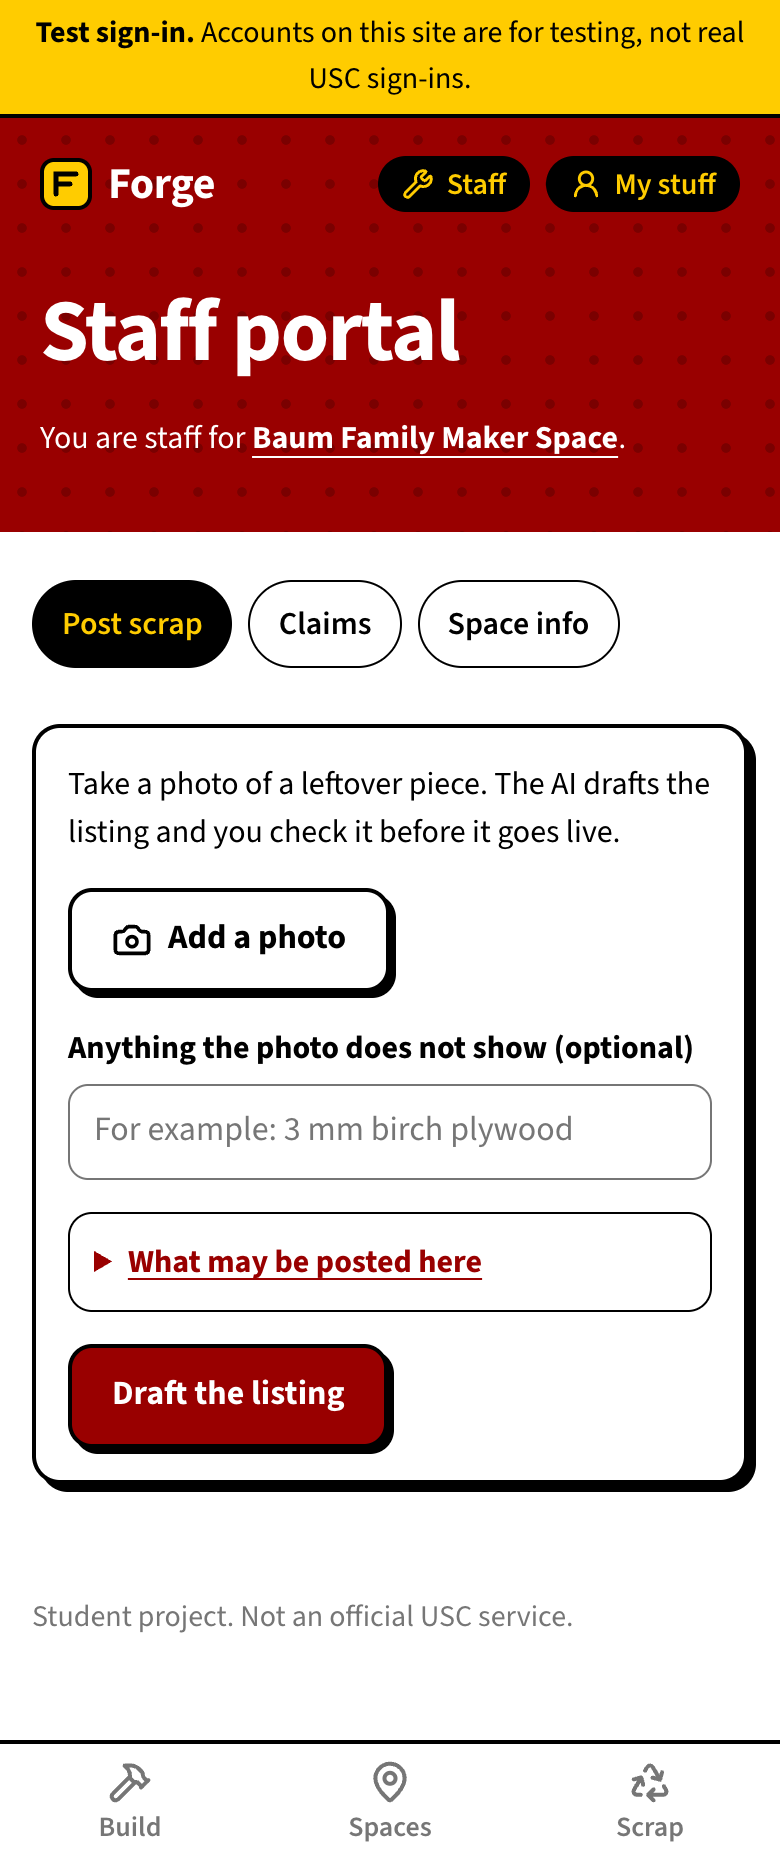 Test sign-in. Accounts on this site are for testing, not real
USC sign-ins.
F Forge
Staff
My stuff
Staff portal
You are staff for Baum Family Maker Space.
Post scrap
Claims
Space info
Take a photo of a leftover piece. The AI drafts the
listing and you check it before it goes live.
Add a photo
Anything the photo does not show (optional)
For example: 3 mm birch plywood
What may be posted here
Draft the listing
Student project. Not an official USC service.
Build
Spaces
Scrap